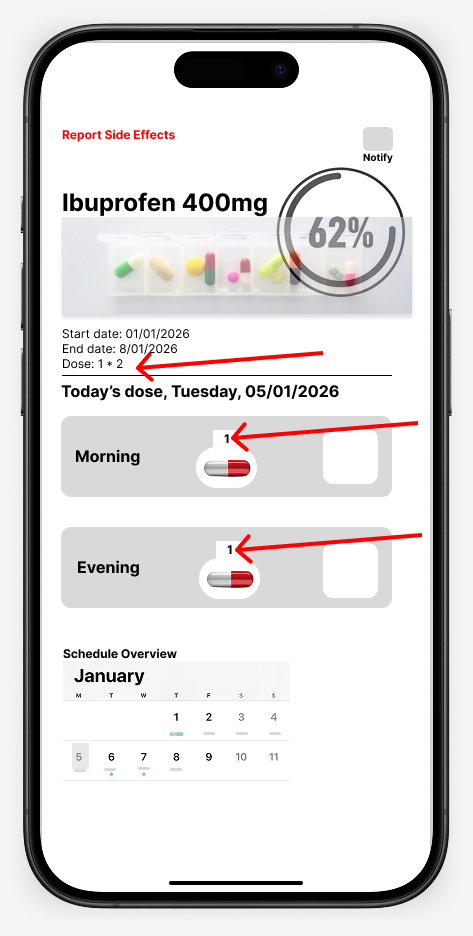 Report Side Effects
Notify
Ibuprofen 400mg
62%
Start date: 01/01/2026
End date: 8/01/2026
Dose: 1 * 2
Today’s dose, Tuesday, 05/01/2026
1
Morning
1
Evening
Schedule Overview
January
M T W T F S S
1 2 3 4
5 6 7 8 9 10 11